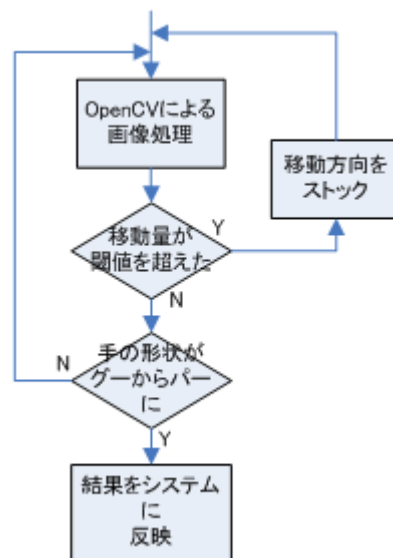 OpenCVによる
画像処理
移動方向を
ストック
移動量が
閾値を超えた
Y
N
手の形状が
グーからパー
に
N
Y
結果をシステム
に
反映